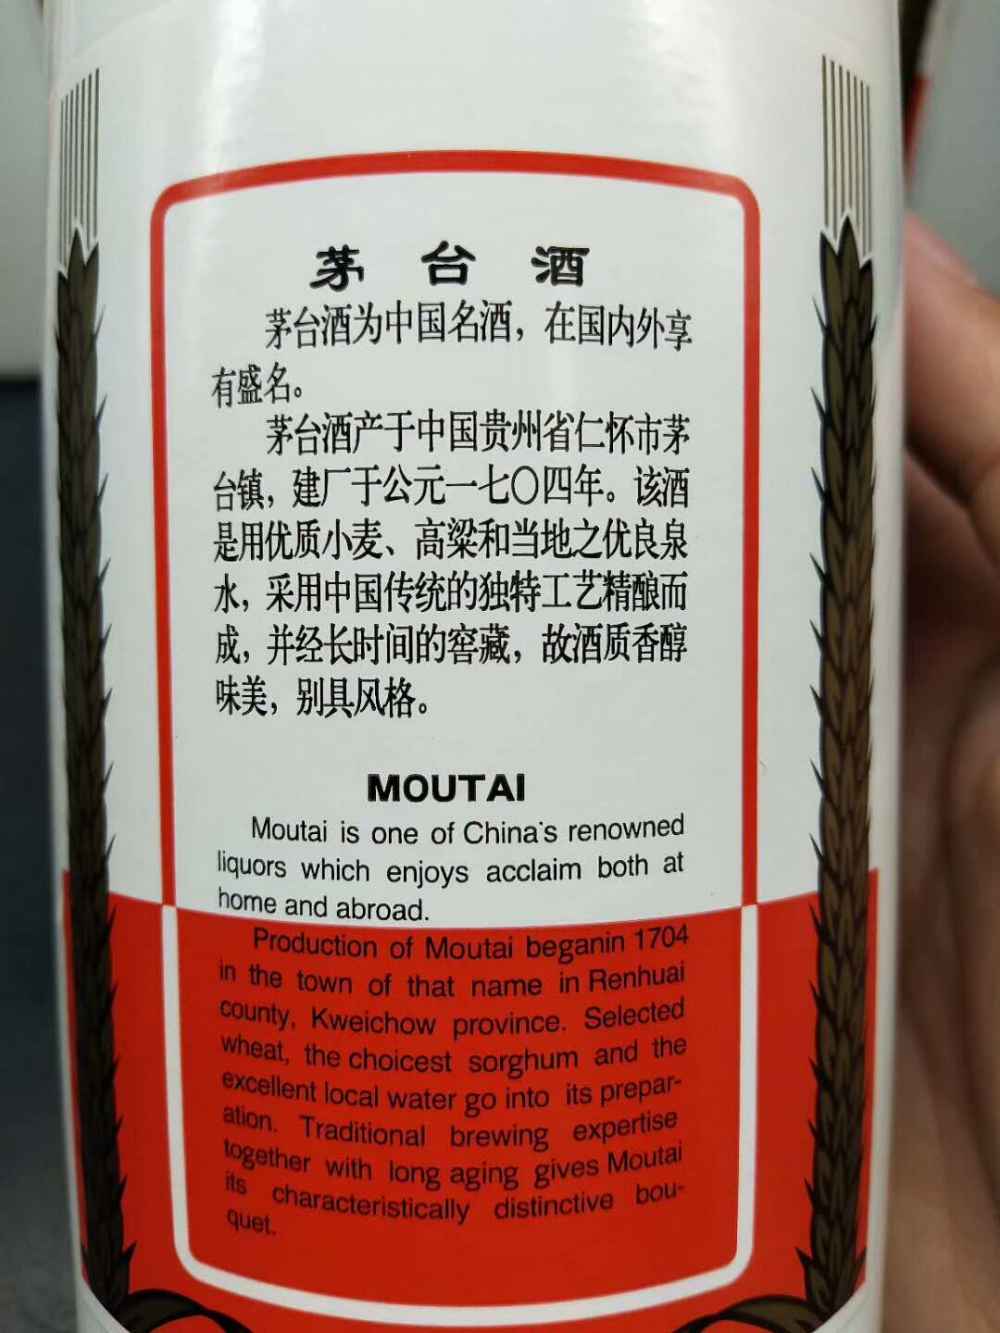 茅台酒
茅台酒为中国名酒，在国内外享
有盛名。
茅台酒产于中国贵州省仁怀市茅
台镇，建厂于公元一七〇四年。该酒
是用优质小麦、高粱和当地之优良泉
水，采用中国传统的独特工艺精酿而
成，并经长时间的窖藏，故酒质香醇
味美，别具风格。
MOUTAI
Moutai is one of China's renowned
liquors which enjoys acclaim both at
home and abroad.
Production of Moutai beganin 1704
in the town of that name in Renhuai
county, Kweichow province. Selected
wheat, the choicest sorghum and the
excellent local water go into its prepar-
ation. Traditional brewing expertise
together with long aging gives Moutai
its characteristically distinctive bou-
quet.